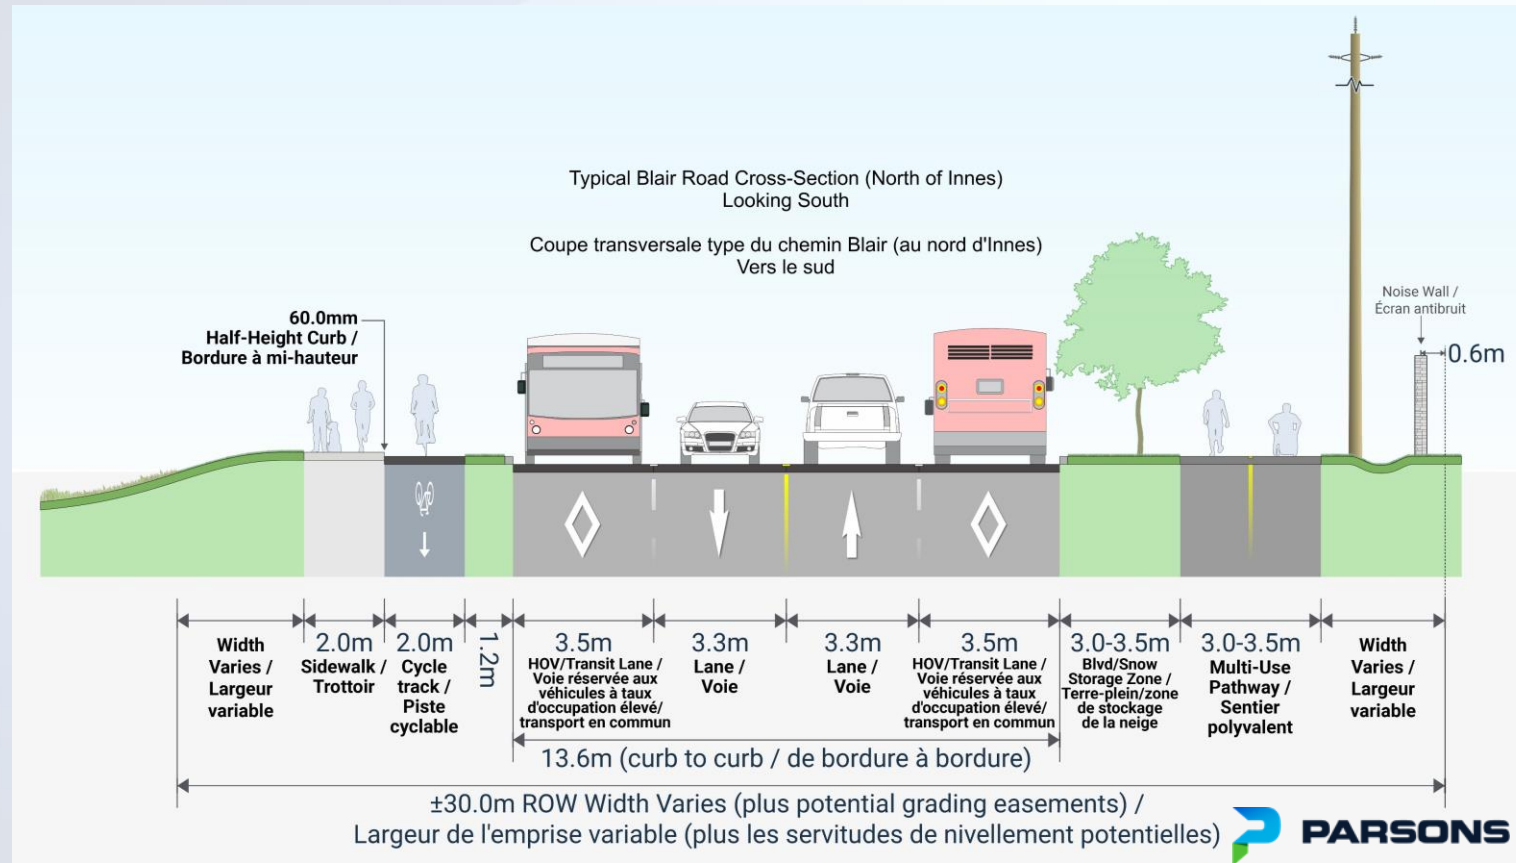 Typical Blair Road Cross-Section (North of Innes)
Looking South
Coupe transversale type du chemin Blair (au nord d'Innes)
Vers le sud
60.0mm
Half-Height Curb /
Bordure à mi-hauteur
Noise Wall /
Écran antibruit
0.6m
Width
Varies /
Largeur
variable
2.0m
Sidewalk /
Trottoir
2.0m
Cycle
track /
Piste
cyclable
1.2m
3.5m
HOV/Transit Lane /
Voie réservée aux
véhicules à taux
d'occupation élevé/
transport en commun
3.3m
Lane /
Voie
3.3m
Lane /
Voie
3.5m
HOV/Transit Lane /
Voie réservée aux
véhicules à taux
d'occupation élevé/
transport en commun
3.0-3.5m
Blvd/Snow
Storage Zone /
Terre-plein/zone
de stockage
de la neige
3.0-3.5m
Multi-Use
Pathway /
Sentier
polyvalent
Width
Varies /
Largeur
variable
13.6m (curb to curb / de bordure à bordure)
±30.0m ROW Width Varies (plus potential grading easements) /
Largeur de l'emprise variable (plus les servitudes de nivellement potentielles)
PARSONS